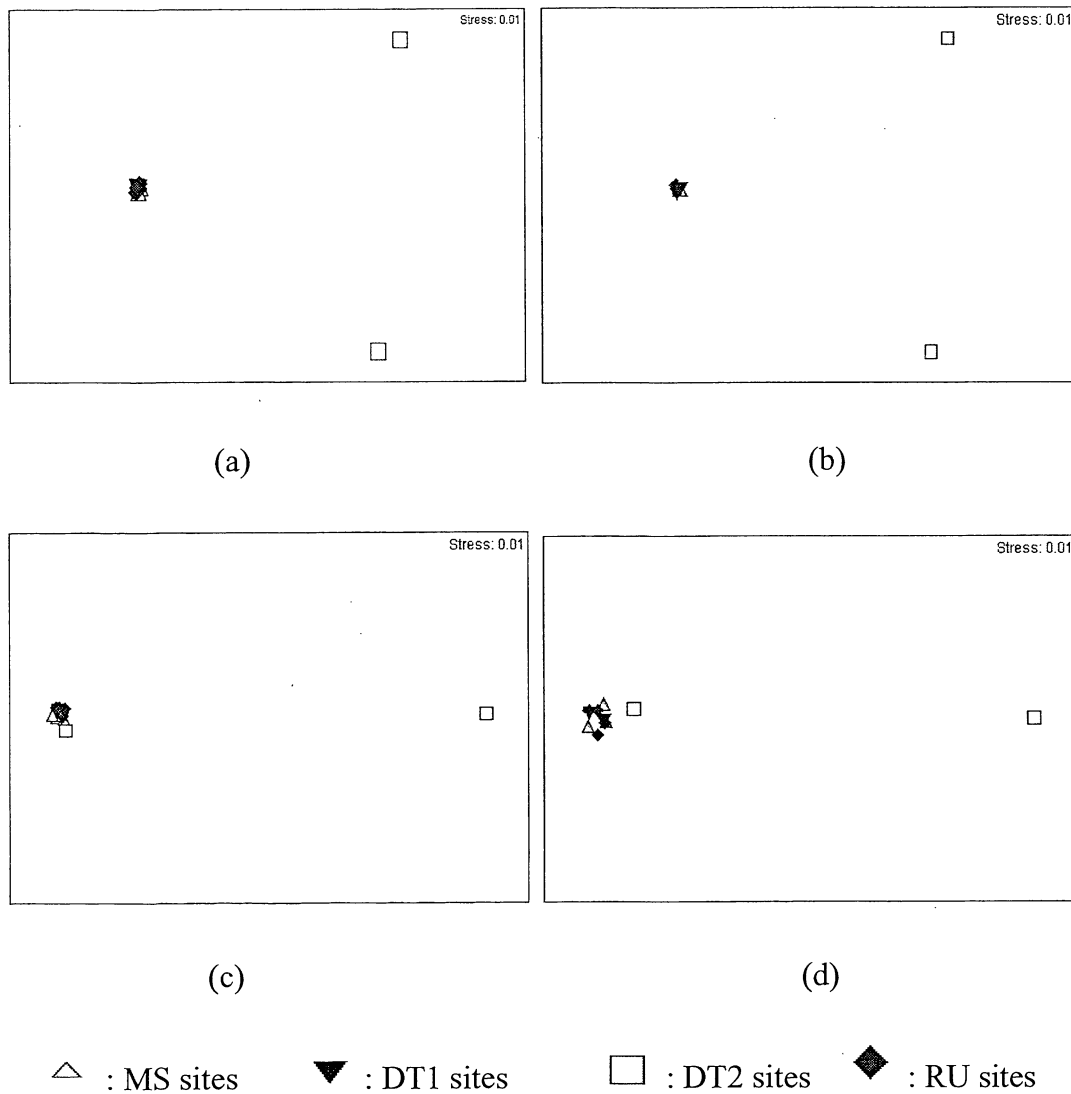 Stress: 0.01
Stress: 0.01
(a)
(b)
Stress: 0.01
Stress: 0.01
(c)
(d)
: MS sites
: DT1 sites
: DT2 sites
: RU sites